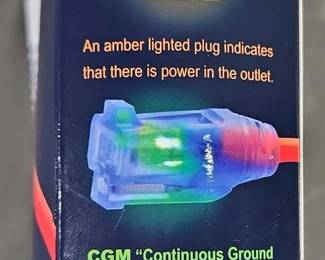 An amber lighted plug indicates
that there is power in the outlet.
CGM “Continuous Ground